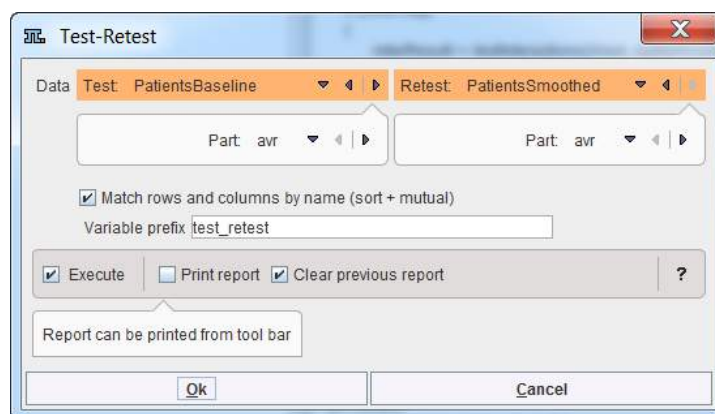 Test-Retest
Data Test: PatientsBaseline Retest: PatientsSmoothed
Part: avr Part: avr
Match rows and columns by name (sort + mutual)
Variable prefix test_retest
Execute Print report Clear previous report ?
Report can be printed from tool bar
Ok Cancel